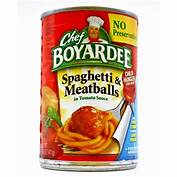 NO
Preservatives
Chef
BOYARDEE
Spaghetti &
Meatballs
in Tomato Sauce